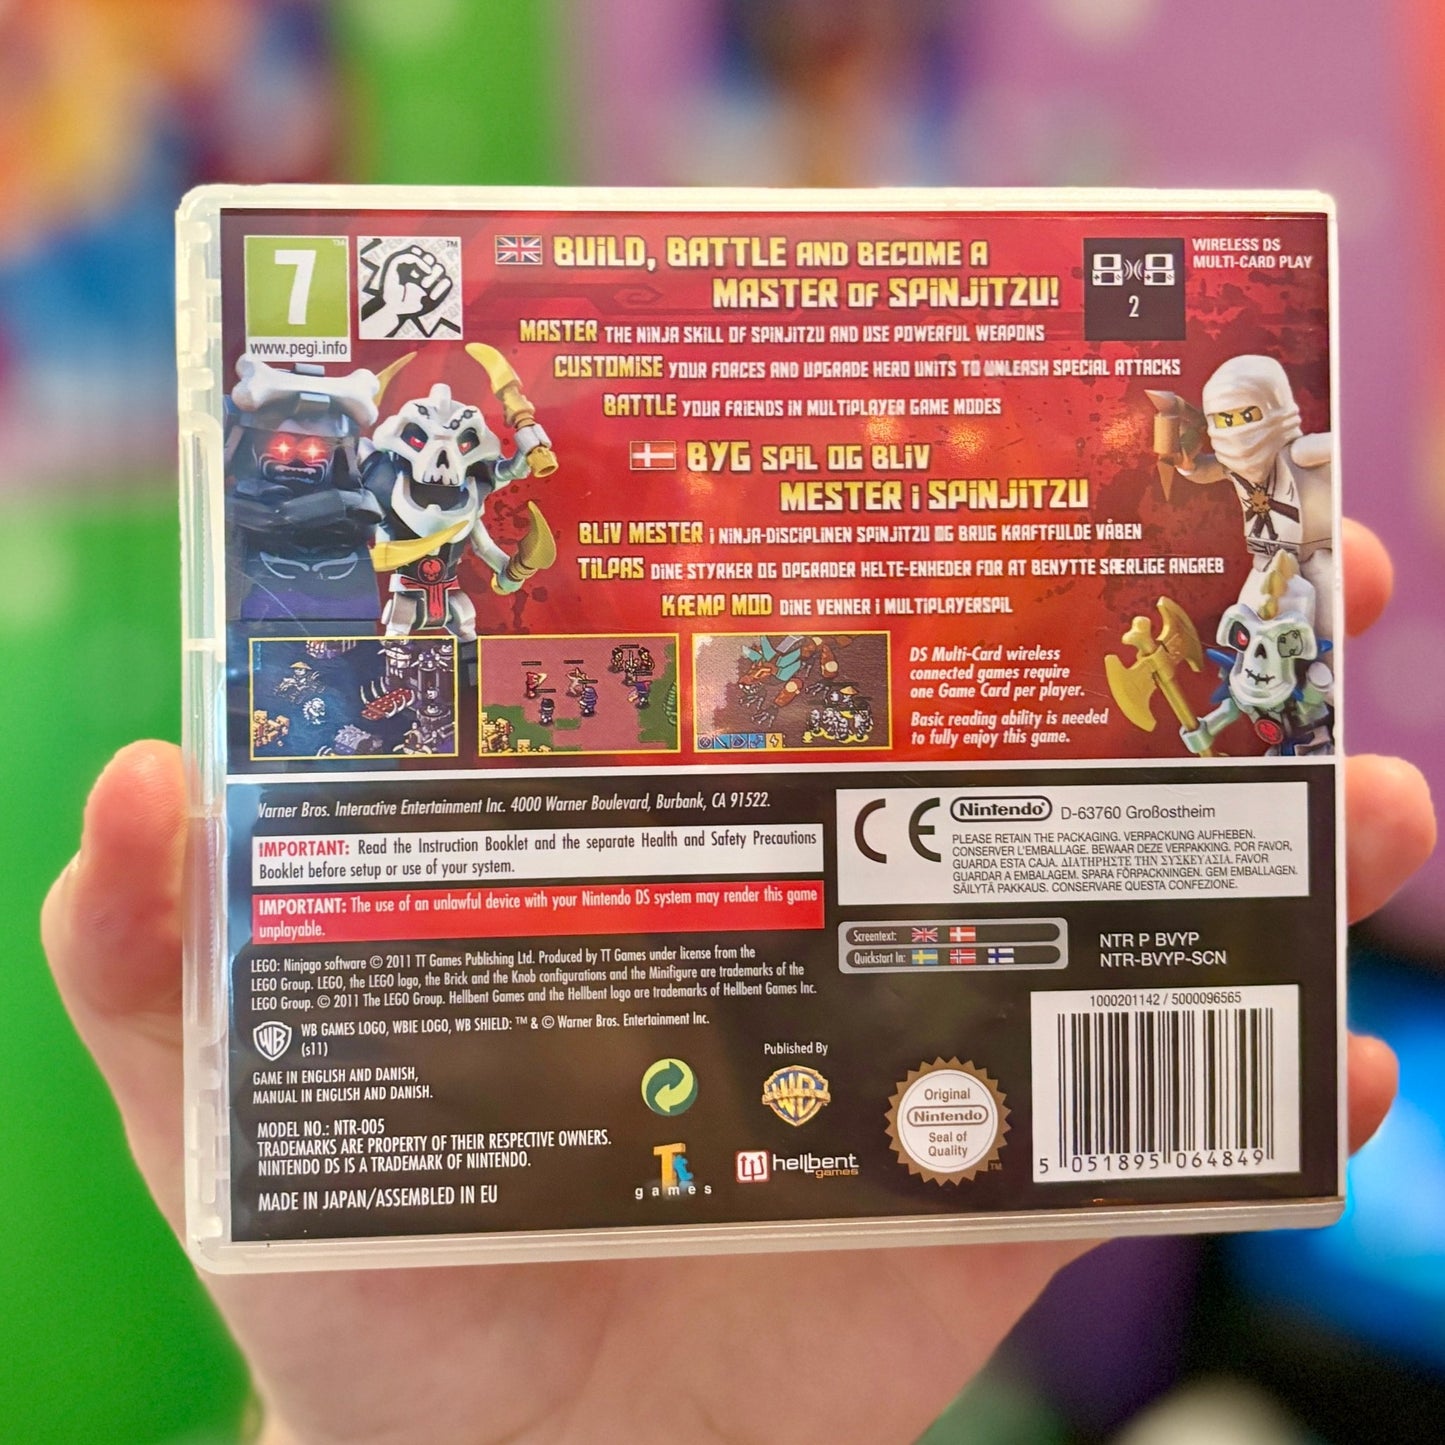 7
www.pegi.info
BUILD, BATTLE AND BECOME A
MASTER OF SPINJITZU!
MASTER THE NINJA SKILL OF SPINJITZU AND USE POWERFUL WEAPONS
CUSTOMISE YOUR FORCES AND UPGRADE HERO UNITS TO UNLEASH SPECIAL ATTACKS
BATTLE YOUR FRIENDS IN MULTIPLAYER GAME MODES
WIRELESS DS
MULTI-CARD PLAY
2
BYG SPIL OG BLIV
MESTER I SPINJITZU
BLIV MESTER I NINJA-DISCIPLINEN SPINJITZU OG BRUG KRAFTFULDE VÅBEN
TILPAS DINE STYRKER OG OPGRADER HELTE-ENHEDER FOR AT BENYTTE SÆRLIGE ANGREB
KÆMP MOD DINE VENNER I MULTIPLAYERSPIL
DS Multi-Card wireless
connected games require
one Game Card per player.
Basic reading ability is needed
to fully enjoy this game.
Warner Bros. Interactive Entertainment Inc. 4000 Warner Boulevard, Burbank, CA 91522.
IMPORTANT: Read the Instruction Booklet and the separate Health and Safety Precautions
Booklet before setup or use of your system.
IMPORTANT: The use of an unlawful device with your Nintendo DS system may render this game
unplayable.
LEGO: Ninjago software © 2011 TT Games Publishing Ltd. Produced by TT Games under license from the
LEGO Group. LEGO, the LEGO logo, the Brick and the Knob configurations and the Minifigure are trademarks of the
LEGO Group. © 2011 The LEGO Group. Hellbent Games and the Hellbent logo are trademarks of Hellbent Games Inc.
WB GAMES LOGO, WBIE LOGO, WB SHIELD: ™ & © Warner Bros. Entertainment Inc.
(s11)
GAME IN ENGLISH AND DANISH,
MANUAL IN ENGLISH AND DANISH.
MODEL NO.: NTR-005
TRADEMARKS ARE PROPERTY OF THEIR RESPECTIVE OWNERS.
NINTENDO DS IS A TRADEMARK OF NINTENDO.
MADE IN JAPAN/ASSEMBLED IN EU
Published By
WB
TT
games
hellbent
games
CE Nintendo D-63760 Großostheim
PLEASE RETAIN THE PACKAGING. VERPACKUNG AUFHEBEN.
CONSERVER L'EMBALLAGE. BEWAAR DEZE VERPAKKING. POR FAVOR,
GUARDA ESTA CAJA. ΔΙΑΤΗΡΗΣΤΕ ΤΗΝ ΣΥΣΚΕΥΑΣΙΑ. FAVOR
GUARDAR A EMBALAGEM. SPARA FÖRPACKNINGEN. GEM EMBALLAGEN.
SÄILYTÄ PAKKAUS. CONSERVARE QUESTA CONFEZIONE.
Screentext:
Quickstart In:
NTR P BVYP
NTR-BVYP-SCN
Original
Nintendo
Seal of
Quality
TM
1000201142 / 5000096565
5 051895 064849